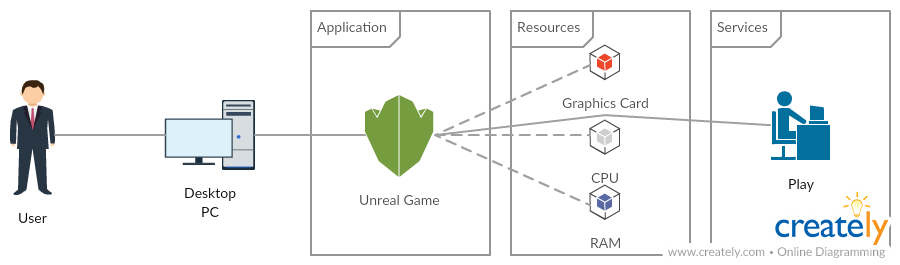 Application
Resources
Services
Graphics Card
CPU
RAM
User
Desktop
PC
Unreal Game
Play
creately
www.creately.com • Online Diagramming